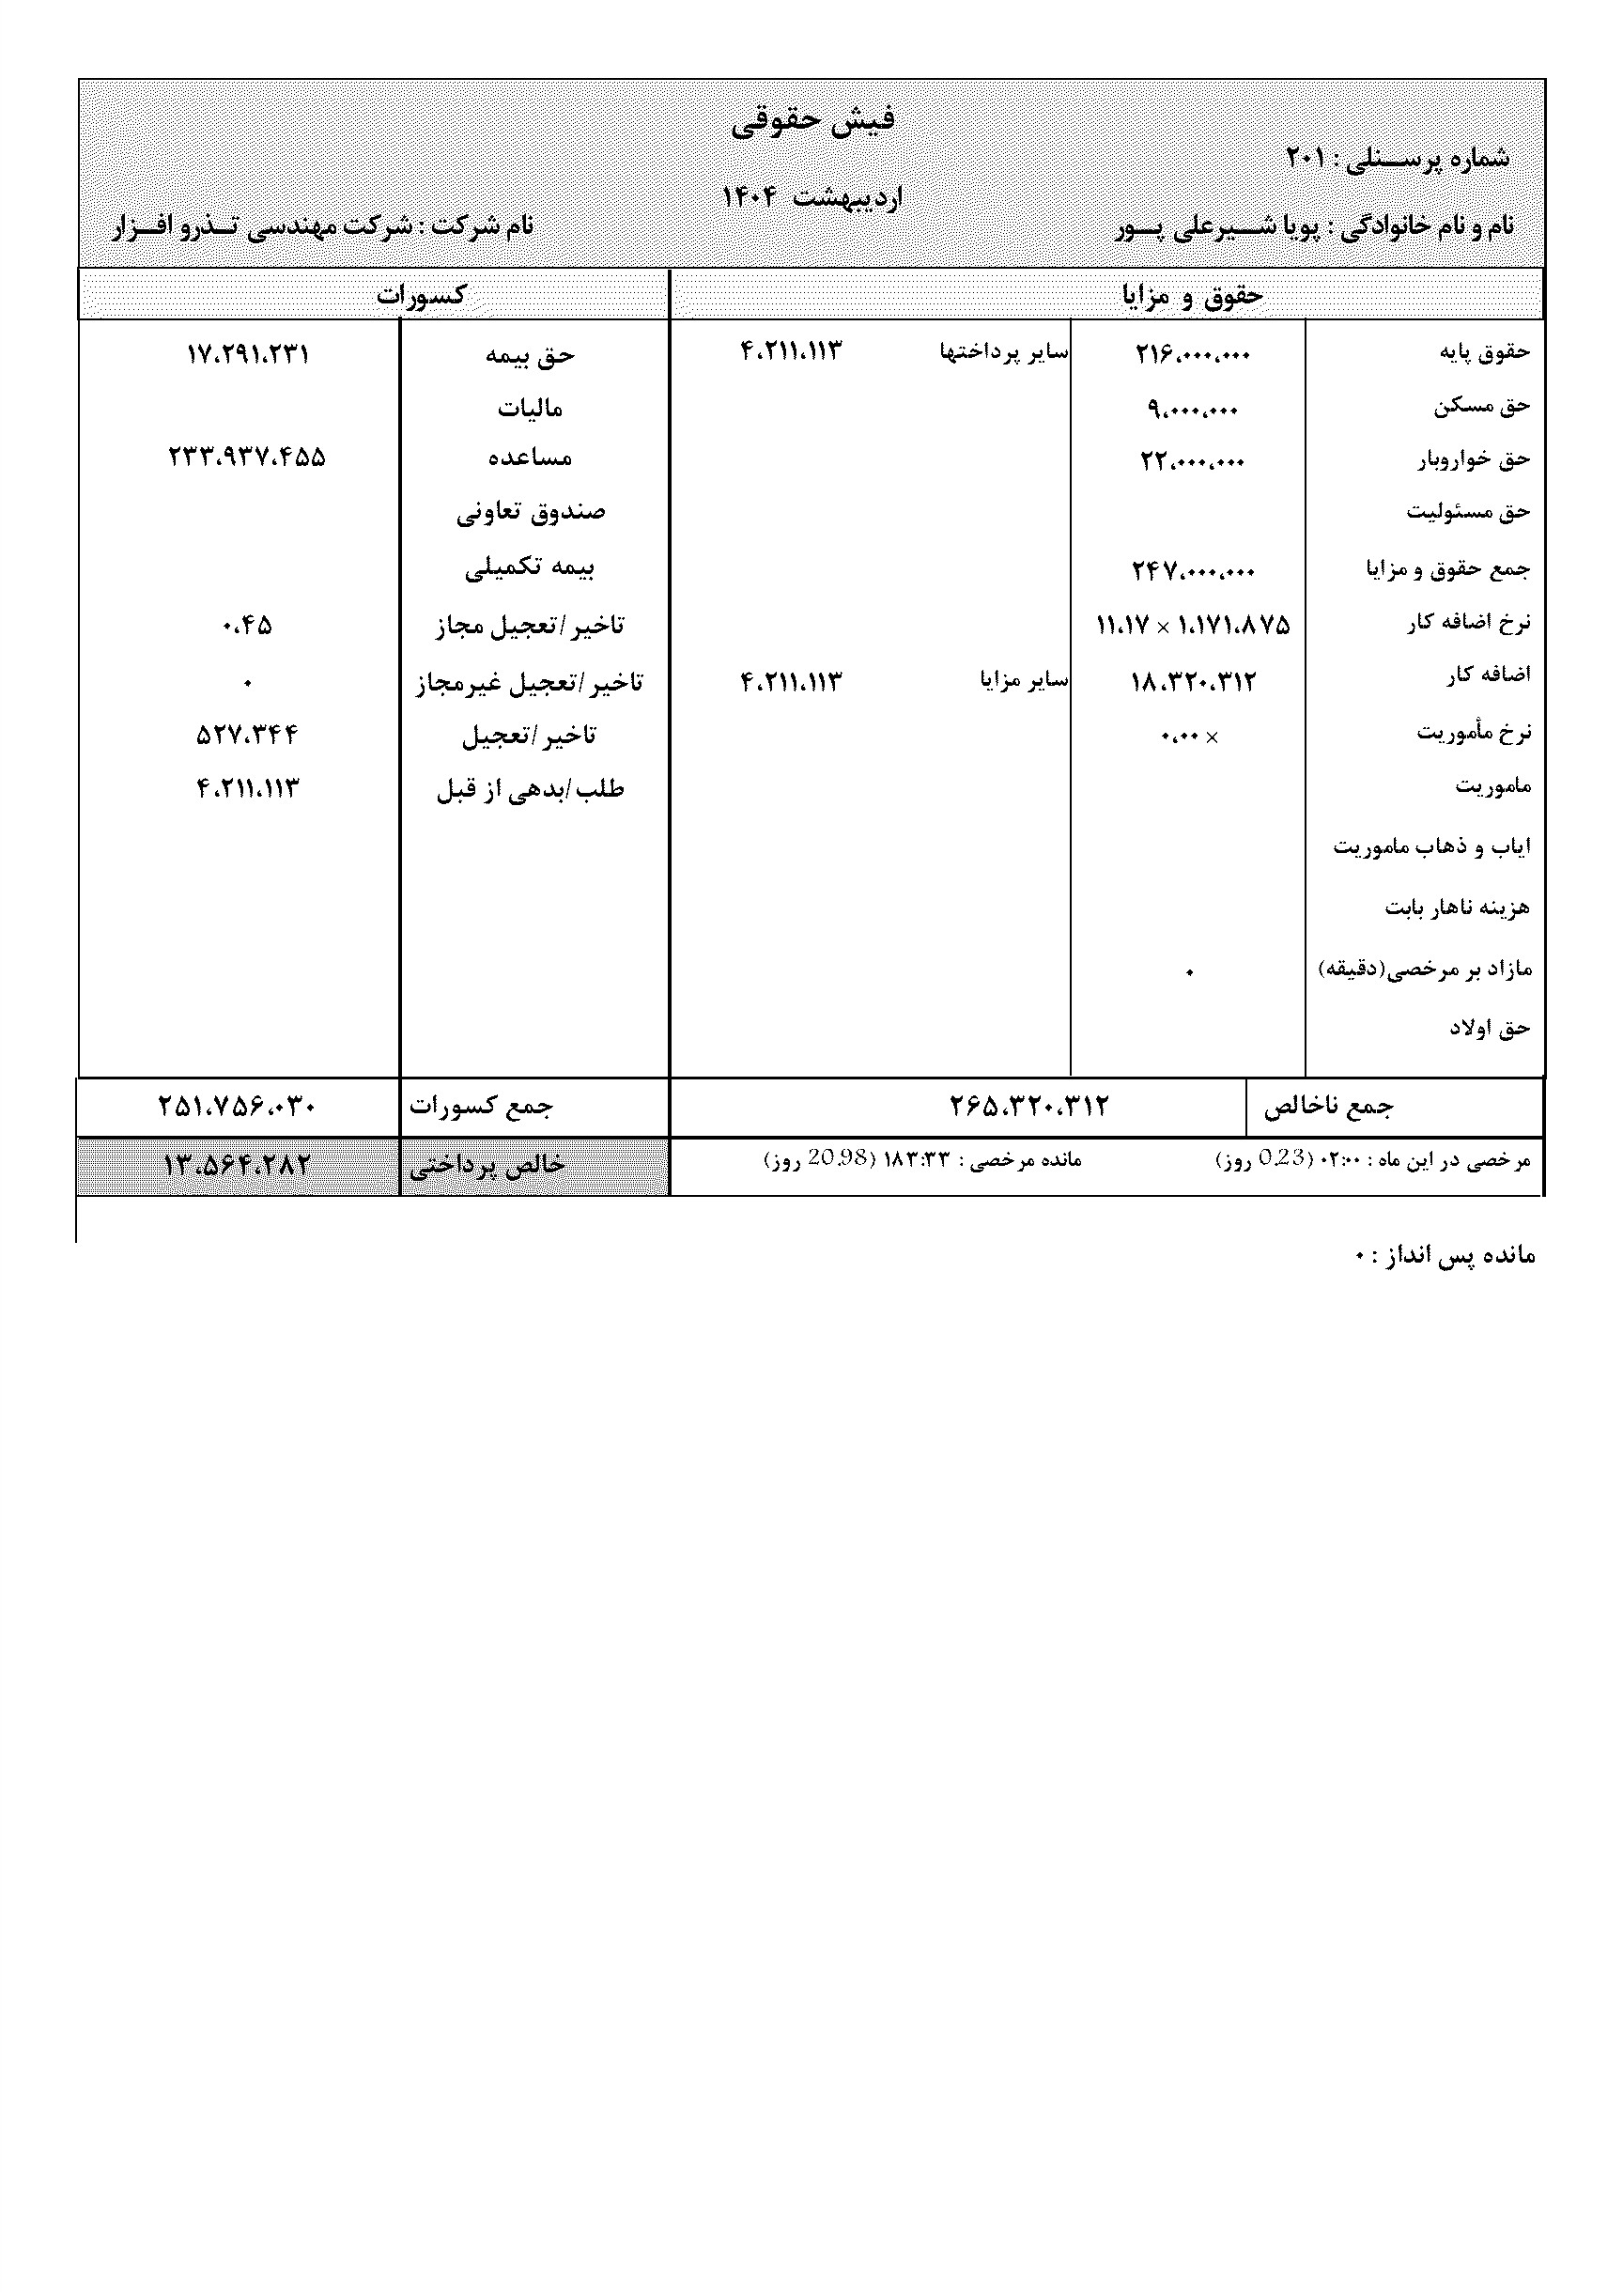 فیش حقوقی
شماره پرسنلی : ۲۰۱
اردیبهشت ۱۴۰۴
نام و نام خانوادگی : پویا شیرعلی پور نام شرکت : شرکت مهندسی تذرو افزار
حقوق و مزایا کسورات
حقوق پایه ۲۱۶،۰۰۰،۰۰۰ سایر پرداختها ۴،۲۱۱،۱۱۳ حق بیمه ۱۷،۲۹۱،۲۳۱
حق مسکن ۹،۰۰۰،۰۰۰ مالیات
حق خواروبار ۲۲،۰۰۰،۰۰۰ مساعده ۲۳۳،۹۳۷،۴۵۵
حق مسئولیت صندوق تعاونی
جمع حقوق و مزایا ۲۴۷،۰۰۰،۰۰۰ بیمه تکمیلی
نرخ اضافه کار ۱۱،۱۷ × ۱،۱۷۱،۸۷۵ تاخیر/تعجیل مجاز ۰،۴۵
اضافه کار ۱۸،۳۲۰،۳۱۲ سایر مزایا ۴،۲۱۱،۱۱۳ تاخیر/تعجیل غیرمجاز ۰
نرخ مأموریت ۰،۰۰ × تاخیر/تعجیل ۵۲۷،۳۴۴
ماموریت طلب/بدهی از قبل ۴،۲۱۱،۱۱۳
ایاب و ذهاب ماموریت
هزینه ناهار بابت
مازاد بر مرخصی(دقیقه) ۰
حق اولاد
جمع ناخالص ۲۶۵،۳۲۰،۳۱۲ جمع کسورات ۲۵۱،۷۵۶،۰۳۰
مرخصی در این ماه : ۰۲:۰۰ (0.23 روز) مانده مرخصی : ۱۸۳:۳۳ (20.98 روز) خالص پرداختی ۱۳،۵۶۴،۲۸۲
مانده پس انداز : ۰